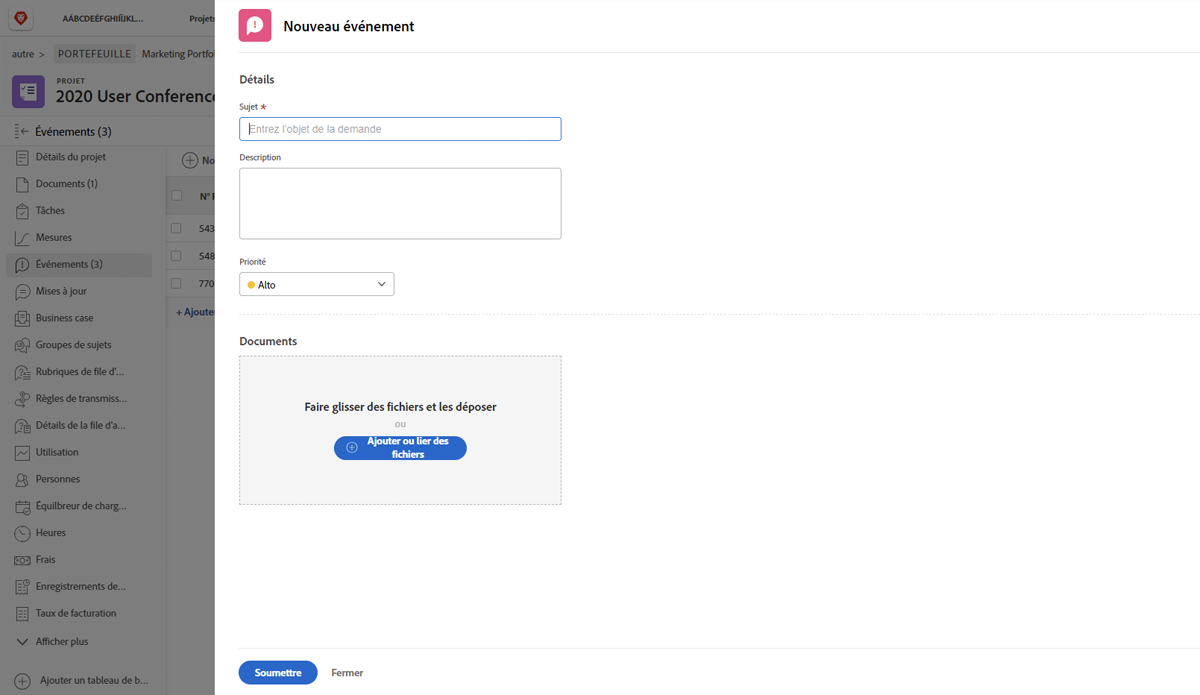 AÁBCDEÉFGHIÍJKL...
Projets
autre >
PORTEFEUILLE
Marketing Portfol
PROJET
2020 User Conference
Événements (3)
Détails du projet
Documents (1)
Tâches
Mesures
Événements (3)
Mises à jour
Business case
Groupes de sujets
Rubriques de file d'...
Règles de transmiss...
Détails de la file d'a...
Utilisation
Personnes
Équilbreur de charg...
Heures
Frais
Enregistrements de...
Taux de facturation
Afficher plus
Ajouter un tableau de b...
No
N° 
543
548
770
+ Ajouter
Nouveau événement
Détails
Sujet *
Entrez l'objet de la demande
Description
Priorité
Alto
Documents
Faire glisser des fichiers et les déposer
ou
Ajouter ou lier des
fichiers
Soumettre
Fermer